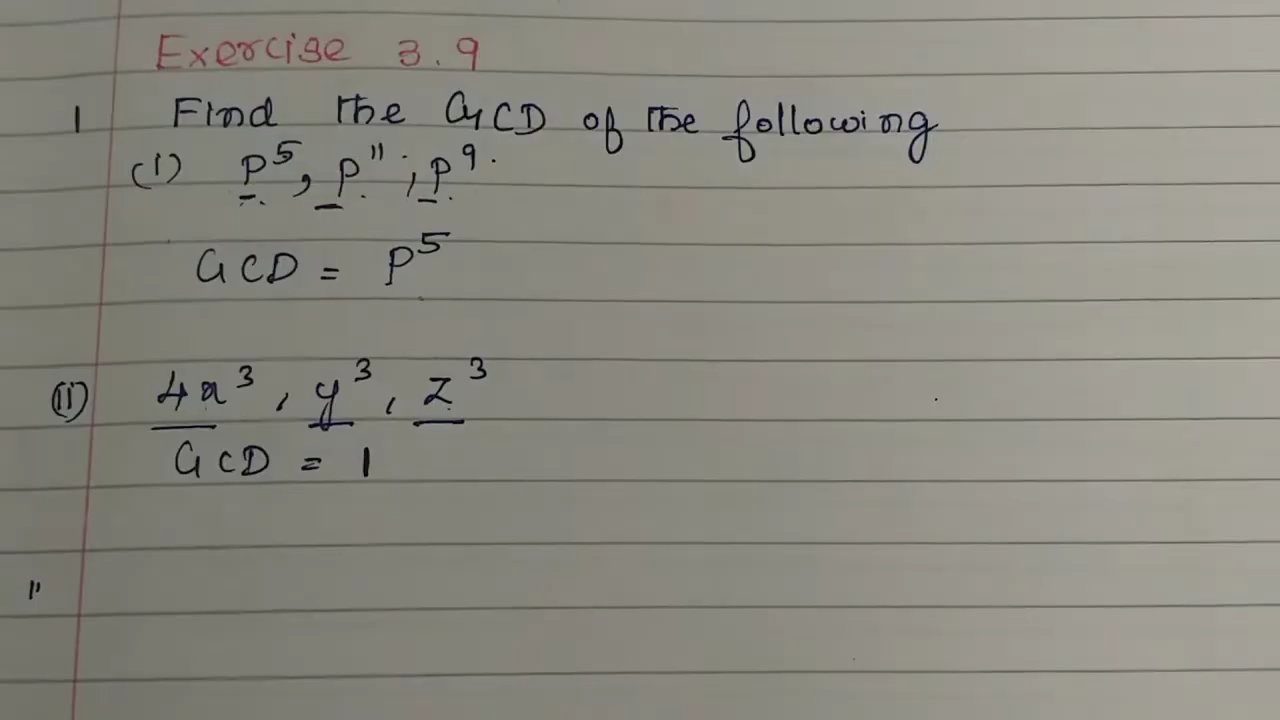 Exercise 3.9
1 Find the GCD of the following
(i) p⁵, p¹¹, p⁹.
GCD = p⁵
(ii) 4x³, y³, z³
GCD = 1